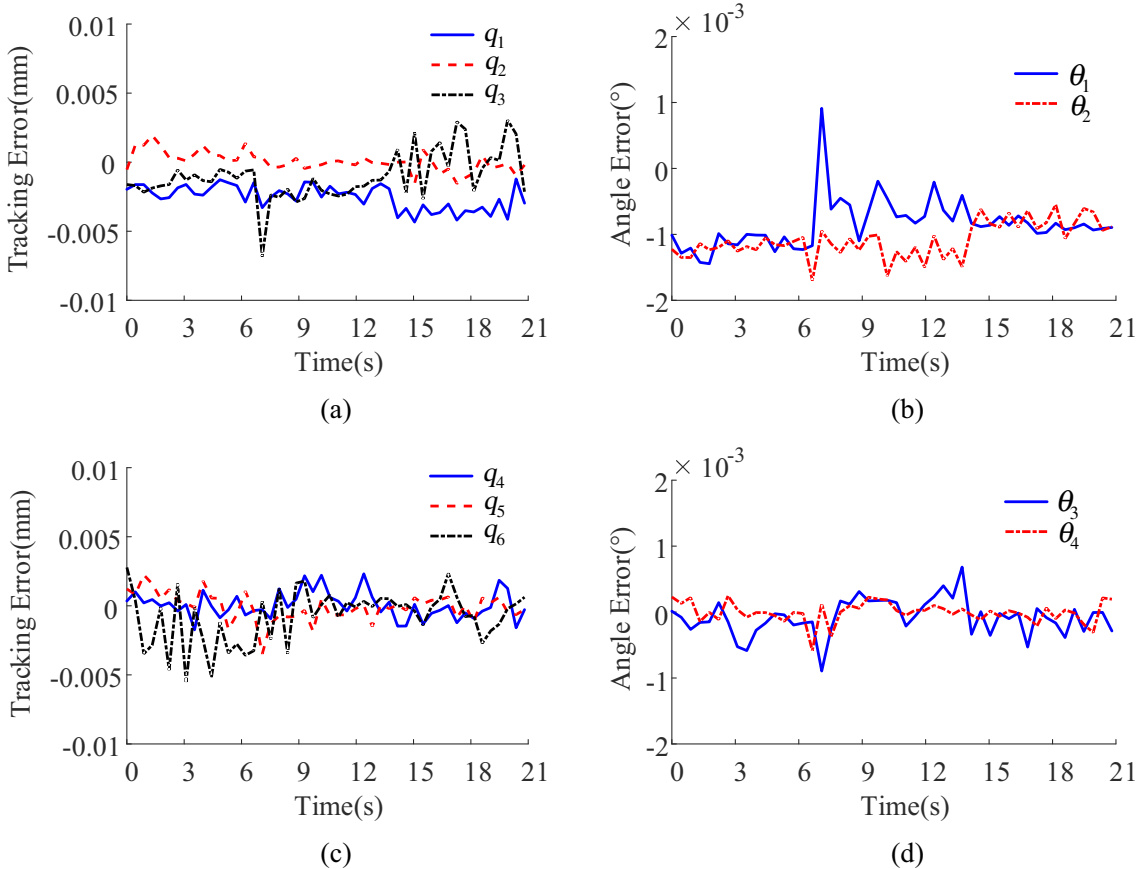 0.01
0.005
0
-0.005
-0.01
Tracking Error(mm)
q1
q2
q3
0 3 6 9 12 15 18 21
Time(s)
(a)
× 10-3
2
1
0
-1
-2
Angle Error(°)
θ1
θ2
0 3 6 9 12 15 18 21
Time(s)
(b)
0.01
0.005
0
-0.005
-0.01
Tracking Error(mm)
q4
q5
q6
0 3 6 9 12 15 18 21
Time(s)
(c)
× 10-3
2
1
0
-1
-2
Angle Error(°)
θ3
θ4
0 3 6 9 12 15 18 21
Time(s)
(d)